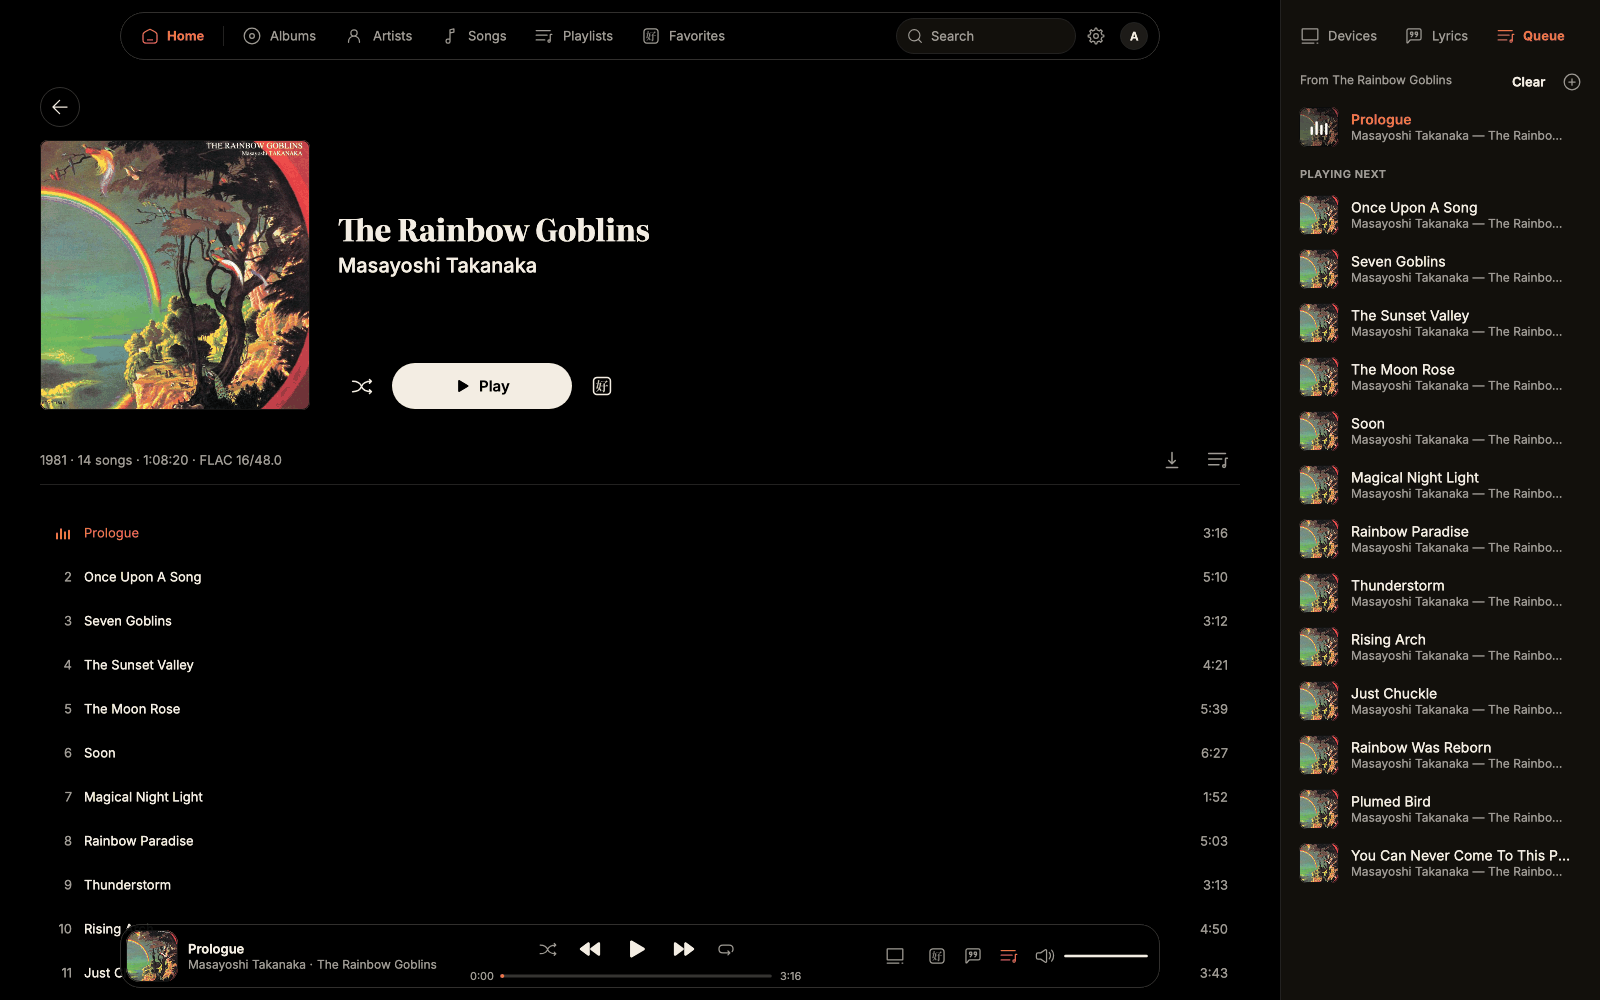 Home
Albums
Artists
Songs
Playlists
好
Favorites
Search
A
Devices
Lyrics
Queue
From The Rainbow Goblins
Clear
THE RAINBOW GOBLINS
Masayoshi TAKANAKA
The Rainbow Goblins
Masayoshi Takanaka
Play
好
1981 · 14 songs · 1:08:20 · FLAC 16/48.0
Prologue 3:16
2 Once Upon A Song 5:10
3 Seven Goblins 3:12
4 The Sunset Valley 4:21
5 The Moon Rose 5:39
6 Soon 6:27
7 Magical Night Light 1:52
8 Rainbow Paradise 5:03
9 Thunderstorm 3:13
10 Rising 4:50
11 Just C 3:43
Prologue
Masayoshi Takanaka · The Rainbow Goblins
0:00
3:16
好
Prologue
Masayoshi Takanaka — The Rainbo...
PLAYING NEXT
Once Upon A Song
Masayoshi Takanaka — The Rainbo...
Seven Goblins
Masayoshi Takanaka — The Rainbo...
The Sunset Valley
Masayoshi Takanaka — The Rainbo...
The Moon Rose
Masayoshi Takanaka — The Rainbo...
Soon
Masayoshi Takanaka — The Rainbo...
Magical Night Light
Masayoshi Takanaka — The Rainbo...
Rainbow Paradise
Masayoshi Takanaka — The Rainbo...
Thunderstorm
Masayoshi Takanaka — The Rainbo...
Rising Arch
Masayoshi Takanaka — The Rainbo...
Just Chuckle
Masayoshi Takanaka — The Rainbo...
Rainbow Was Reborn
Masayoshi Takanaka — The Rainbo...
Plumed Bird
Masayoshi Takanaka — The Rainbo...
You Can Never Come To This P...
Masayoshi Takanaka — The Rainbo...